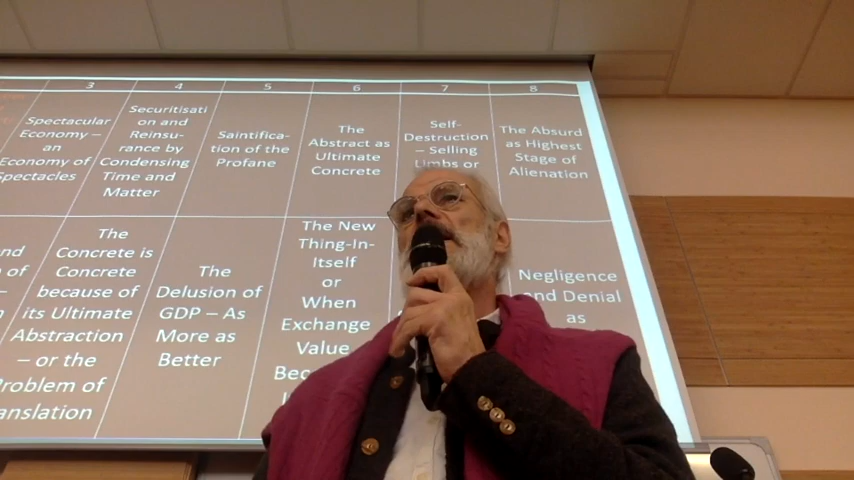 3 4 5 6 7 8
Spectacular
Economy –
an
Economy of
Spectacles
Securitisati
on and
Reinsu-
rance by
Condensing
Time and
Matter
Saintifica-
tion of the
Profane
The
Abstract as
Ultimate
Concrete
Self-
Destruction
– Selling
Limbs or
The Absurd
as Highest
Stage of
Alienation
nd
of
–
The
Concrete is
Concrete
because of
its Ultimate
Abstraction
– or the
Problem of
anslation
The
Delusion of
GDP – As
More as
Better
The New
Thing-In-
Itself
or
When
Exchange
Value
Bec
Negligence
and Denial
as